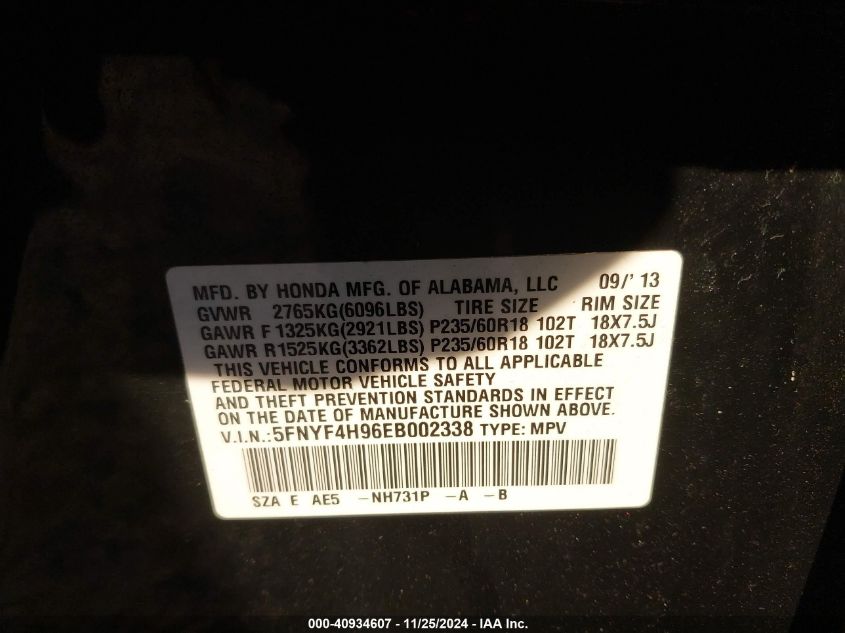 MFD. BY HONDA MFG. OF ALABAMA, LLC 09/' 13
GVWR 2765KG(6096LBS) TIRE SIZE RIM SIZE
GAWR F 1325KG(2921LBS) P235/60R18 102T 18X7.5J
GAWR R1525KG(3362LBS) P235/60R18 102T 18X7.5J
THIS VEHICLE CONFORMS TO ALL APPLICABLE
FEDERAL MOTOR VEHICLE SAFETY
AND THEFT PREVENTION STANDARDS IN EFFECT
ON THE DATE OF MANUFACTURE SHOWN ABOVE.
V.I.N.:5FNYF4H96EB002338 TYPE: MPV
SZA E AE5 -NH731P -A -B
000-40934607 - 11/25/2024 - IAA Inc.